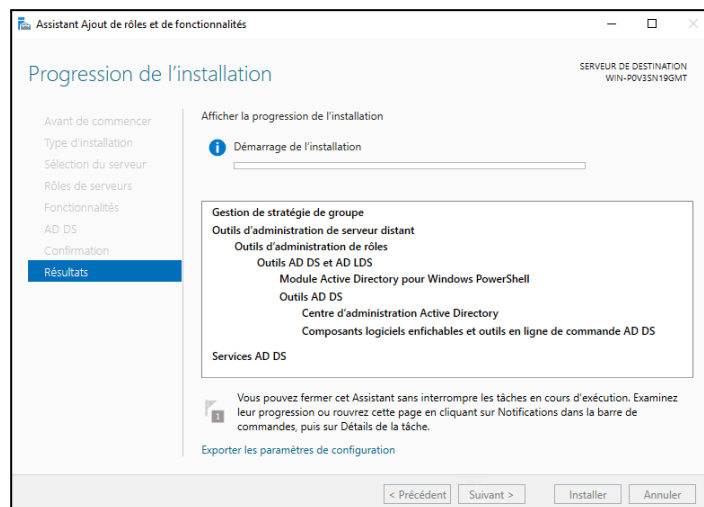 Assistant Ajout de rôles et de fonctionnalités
Progression de l'installation
SERVEUR DE DESTINATION
WIN-P0V3SN19GMT
Avant de commencer
Type d'installation
Sélection du serveur
Rôles de serveurs
Fonctionnalités
AD DS
Confirmation
Résultats
Afficher la progression de l'installation
Démarrage de l'installation
Gestion de stratégie de groupe
Outils d'administration de serveur distant
Outils d'administration de rôles
Outils AD DS et AD LDS
Module Active Directory pour Windows PowerShell
Outils AD DS
Centre d'administration Active Directory
Composants logiciels enfichables et outils en ligne de commande AD DS
Services AD DS
1
Vous pouvez fermer cet Assistant sans interrompre les tâches en cours d'exécution. Examinez
leur progression ou rouvrez cette page en cliquant sur Notifications dans la barre de
commandes, puis sur Détails de la tâche.
Exporter les paramètres de configuration
< Précédent Suivant > Installer Annuler